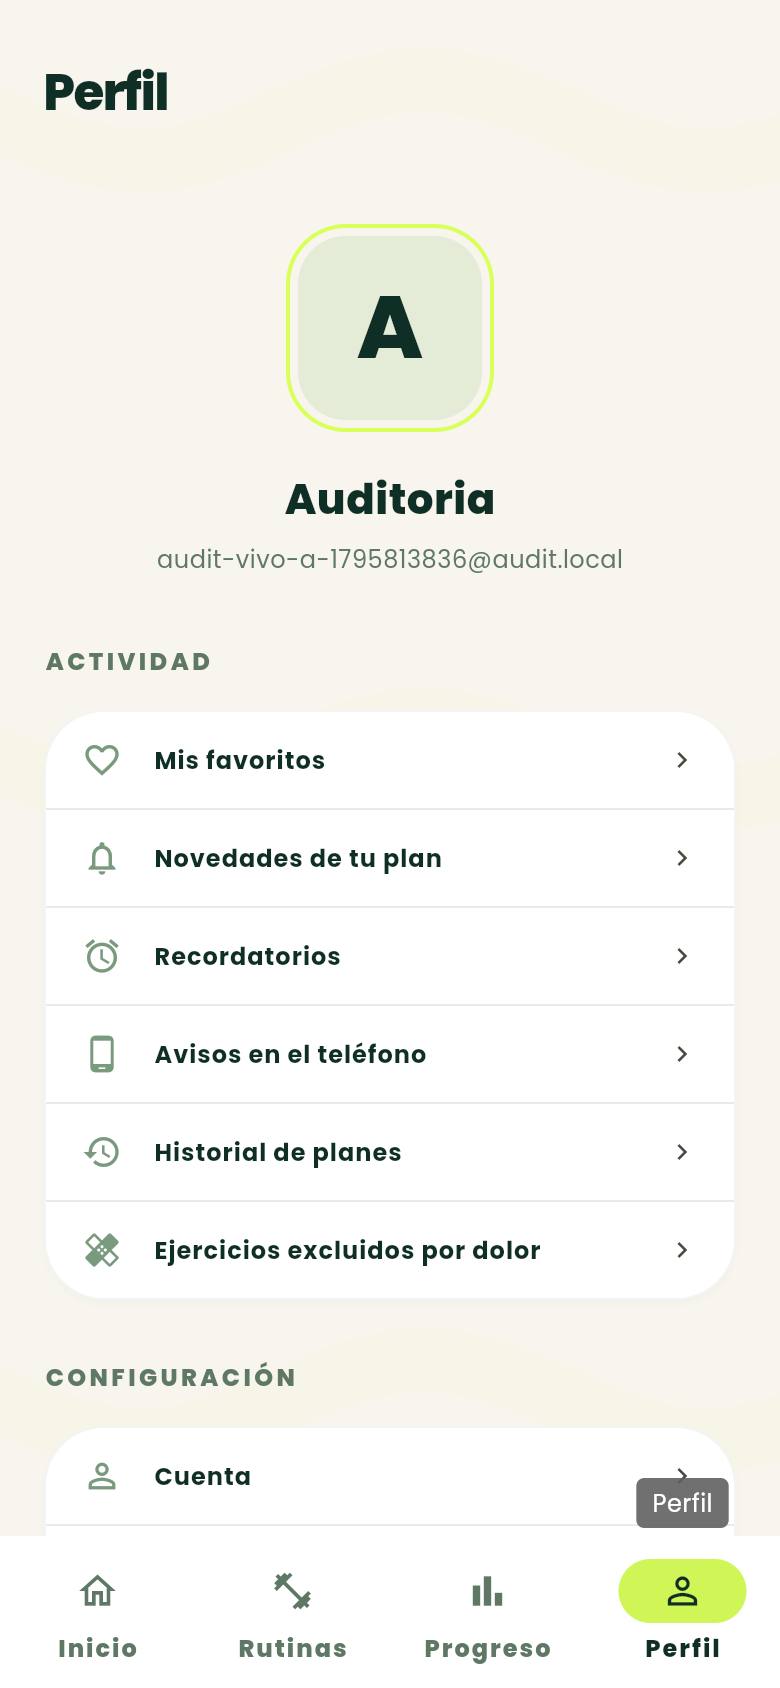 Perfil
A
Auditoria
audit-vivo-a-1795813836@audit.local
ACTIVIDAD
Mis favoritos
Novedades de tu plan
Recordatorios
Avisos en el teléfono
Historial de planes
Ejercicios excluidos por dolor
CONFIGURACIÓN
Cuenta
Perfil
Inicio
Rutinas
Progreso
Perfil